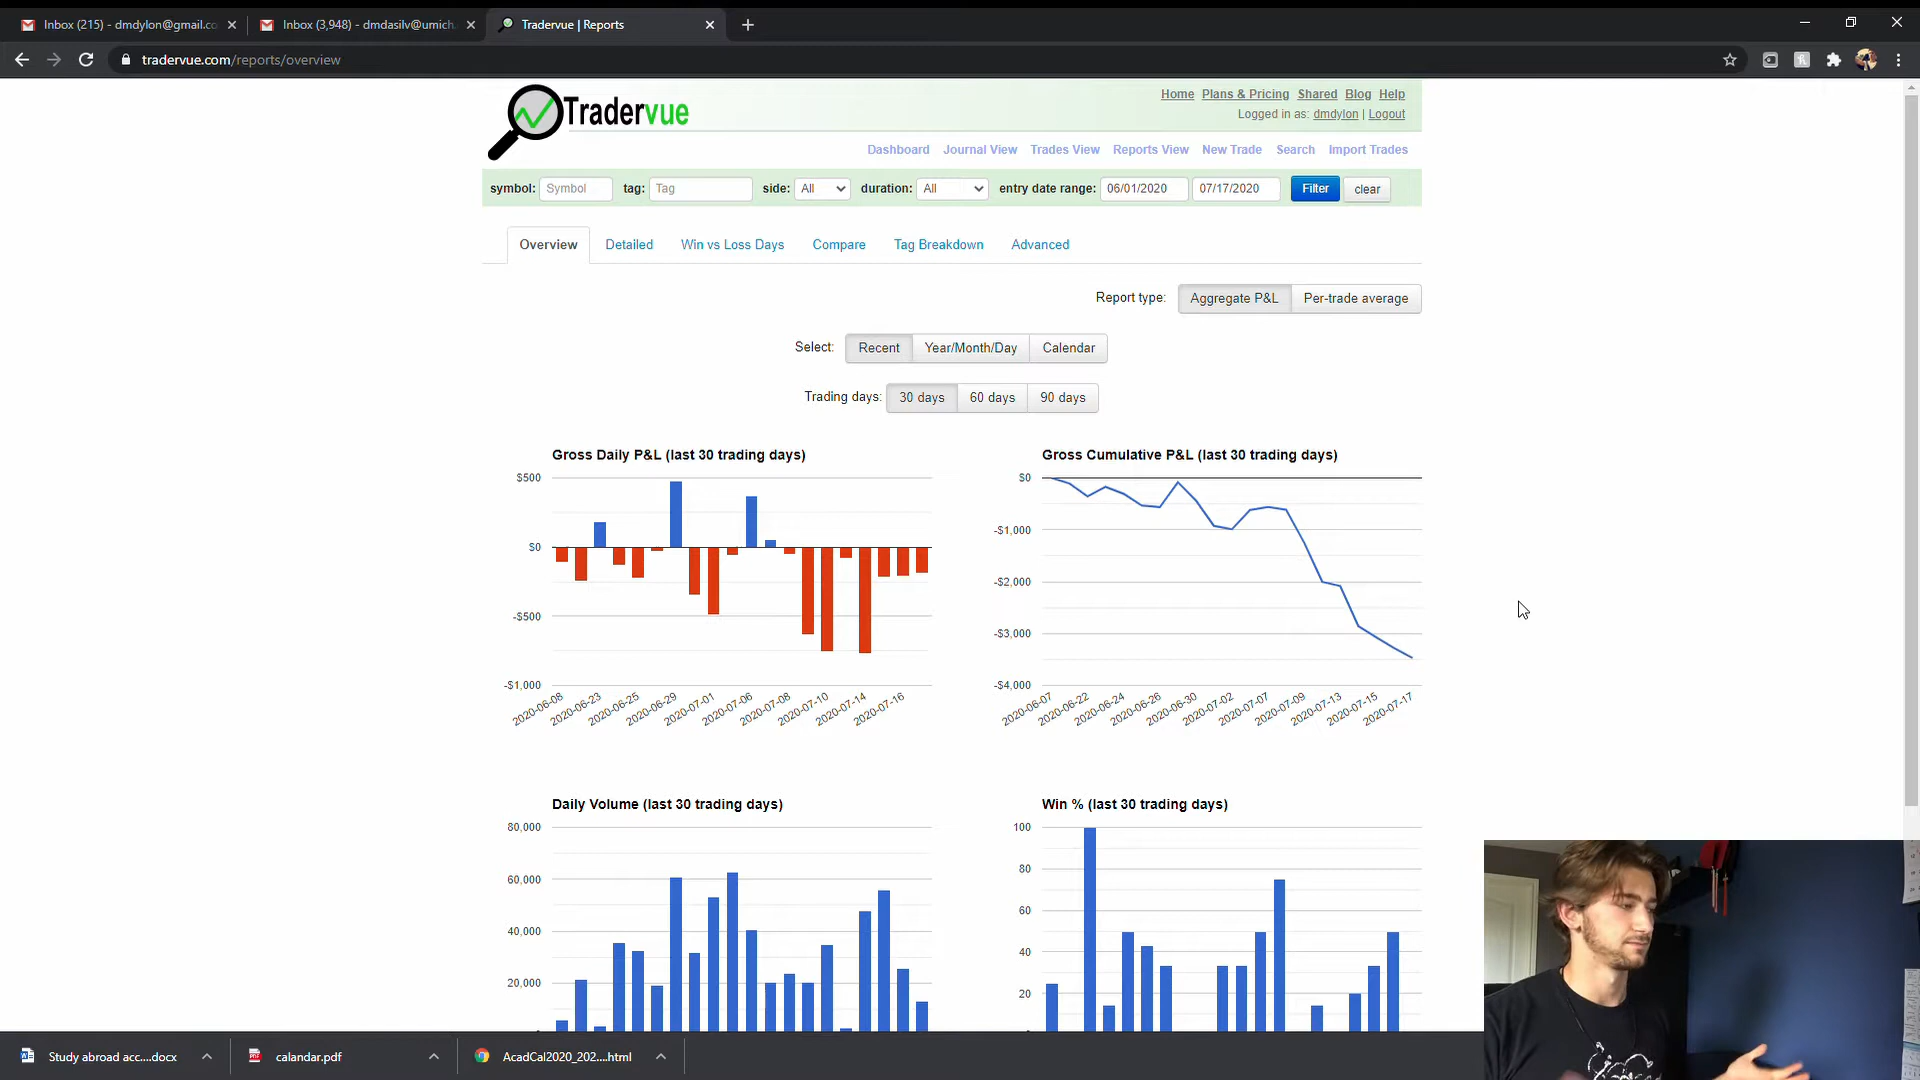 Inbox (215) - dmdylon@gmail.co
Inbox (3,948) - dmdasilv@umich.
Tradervue | Reports
tradervue.com/reports/overview
Tradervue
Home Plans & Pricing Shared Blog Help
Logged in as: dmdylon | Logout
Dashboard Journal View Trades View Reports View New Trade Search Import Trades
symbol: Symbol tag: Tag side: All duration: All entry date range: 06/01/2020 07/17/2020 Filter clear
Overview Detailed Win vs Loss Days Compare Tag Breakdown Advanced
Report type: Aggregate P&L Per-trade average
Select: Recent Year/Month/Day Calendar
Trading days: 30 days 60 days 90 days
Gross Daily P&L (last 30 trading days)
$500
$0
-$500
-$1,000
2020-06-08 2020-06-23 2020-06-25 2020-06-29 2020-07-01 2020-07-06 2020-07-08 2020-07-10 2020-07-14 2020-07-16
Gross Cumulative P&L (last 30 trading days)
$0
-$1,000
-$2,000
-$3,000
-$4,000
2020-06-07 2020-06-22 2020-06-24 2020-06-26 2020-06-30 2020-07-02 2020-07-07 2020-07-09 2020-07-13 2020-07-15 2020-07-17
Daily Volume (last 30 trading days)
80,000
60,000
40,000
20,000
Win % (last 30 trading days)
100
80
60
40
20
Study abroad acc....docx
calandar.pdf
AcadCal2020_202....html